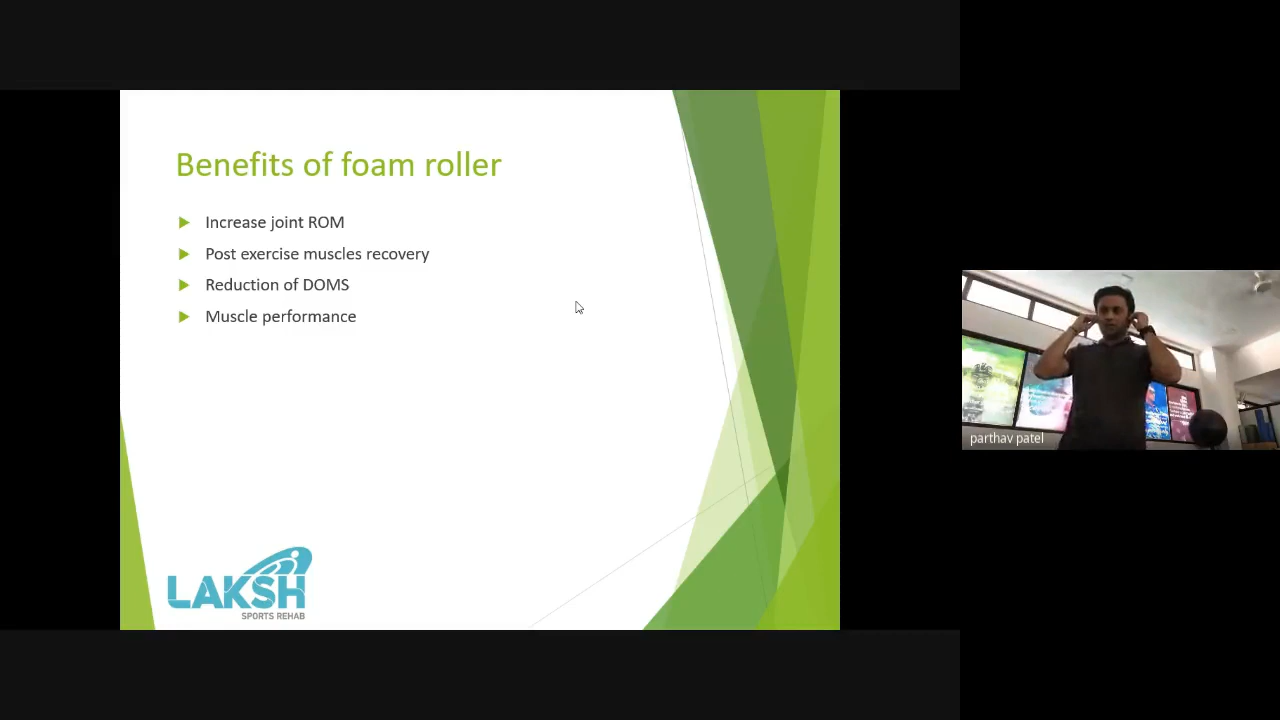 Benefits of foam roller
Increase joint ROM
Post exercise muscles recovery
Reduction of DOMS
Muscle performance
LAKSH
SPORTS REHAB
parthav patel